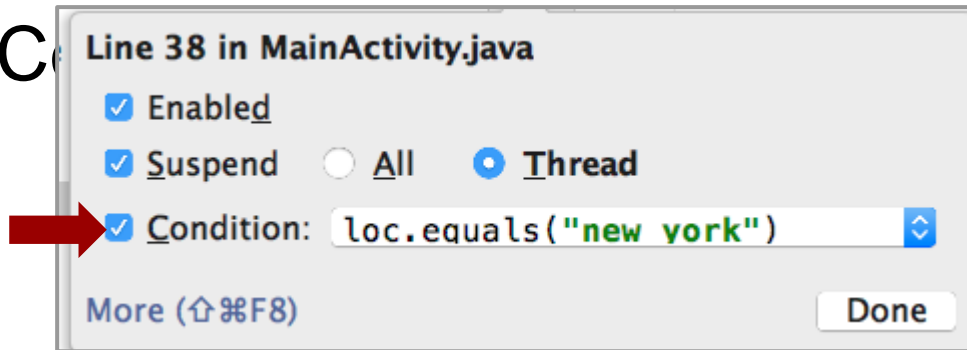 Line 38 in MainActivity.java
Enabled
Suspend All Thread
Condition: loc.equals("new york")
More (⇧⌘F8) Done